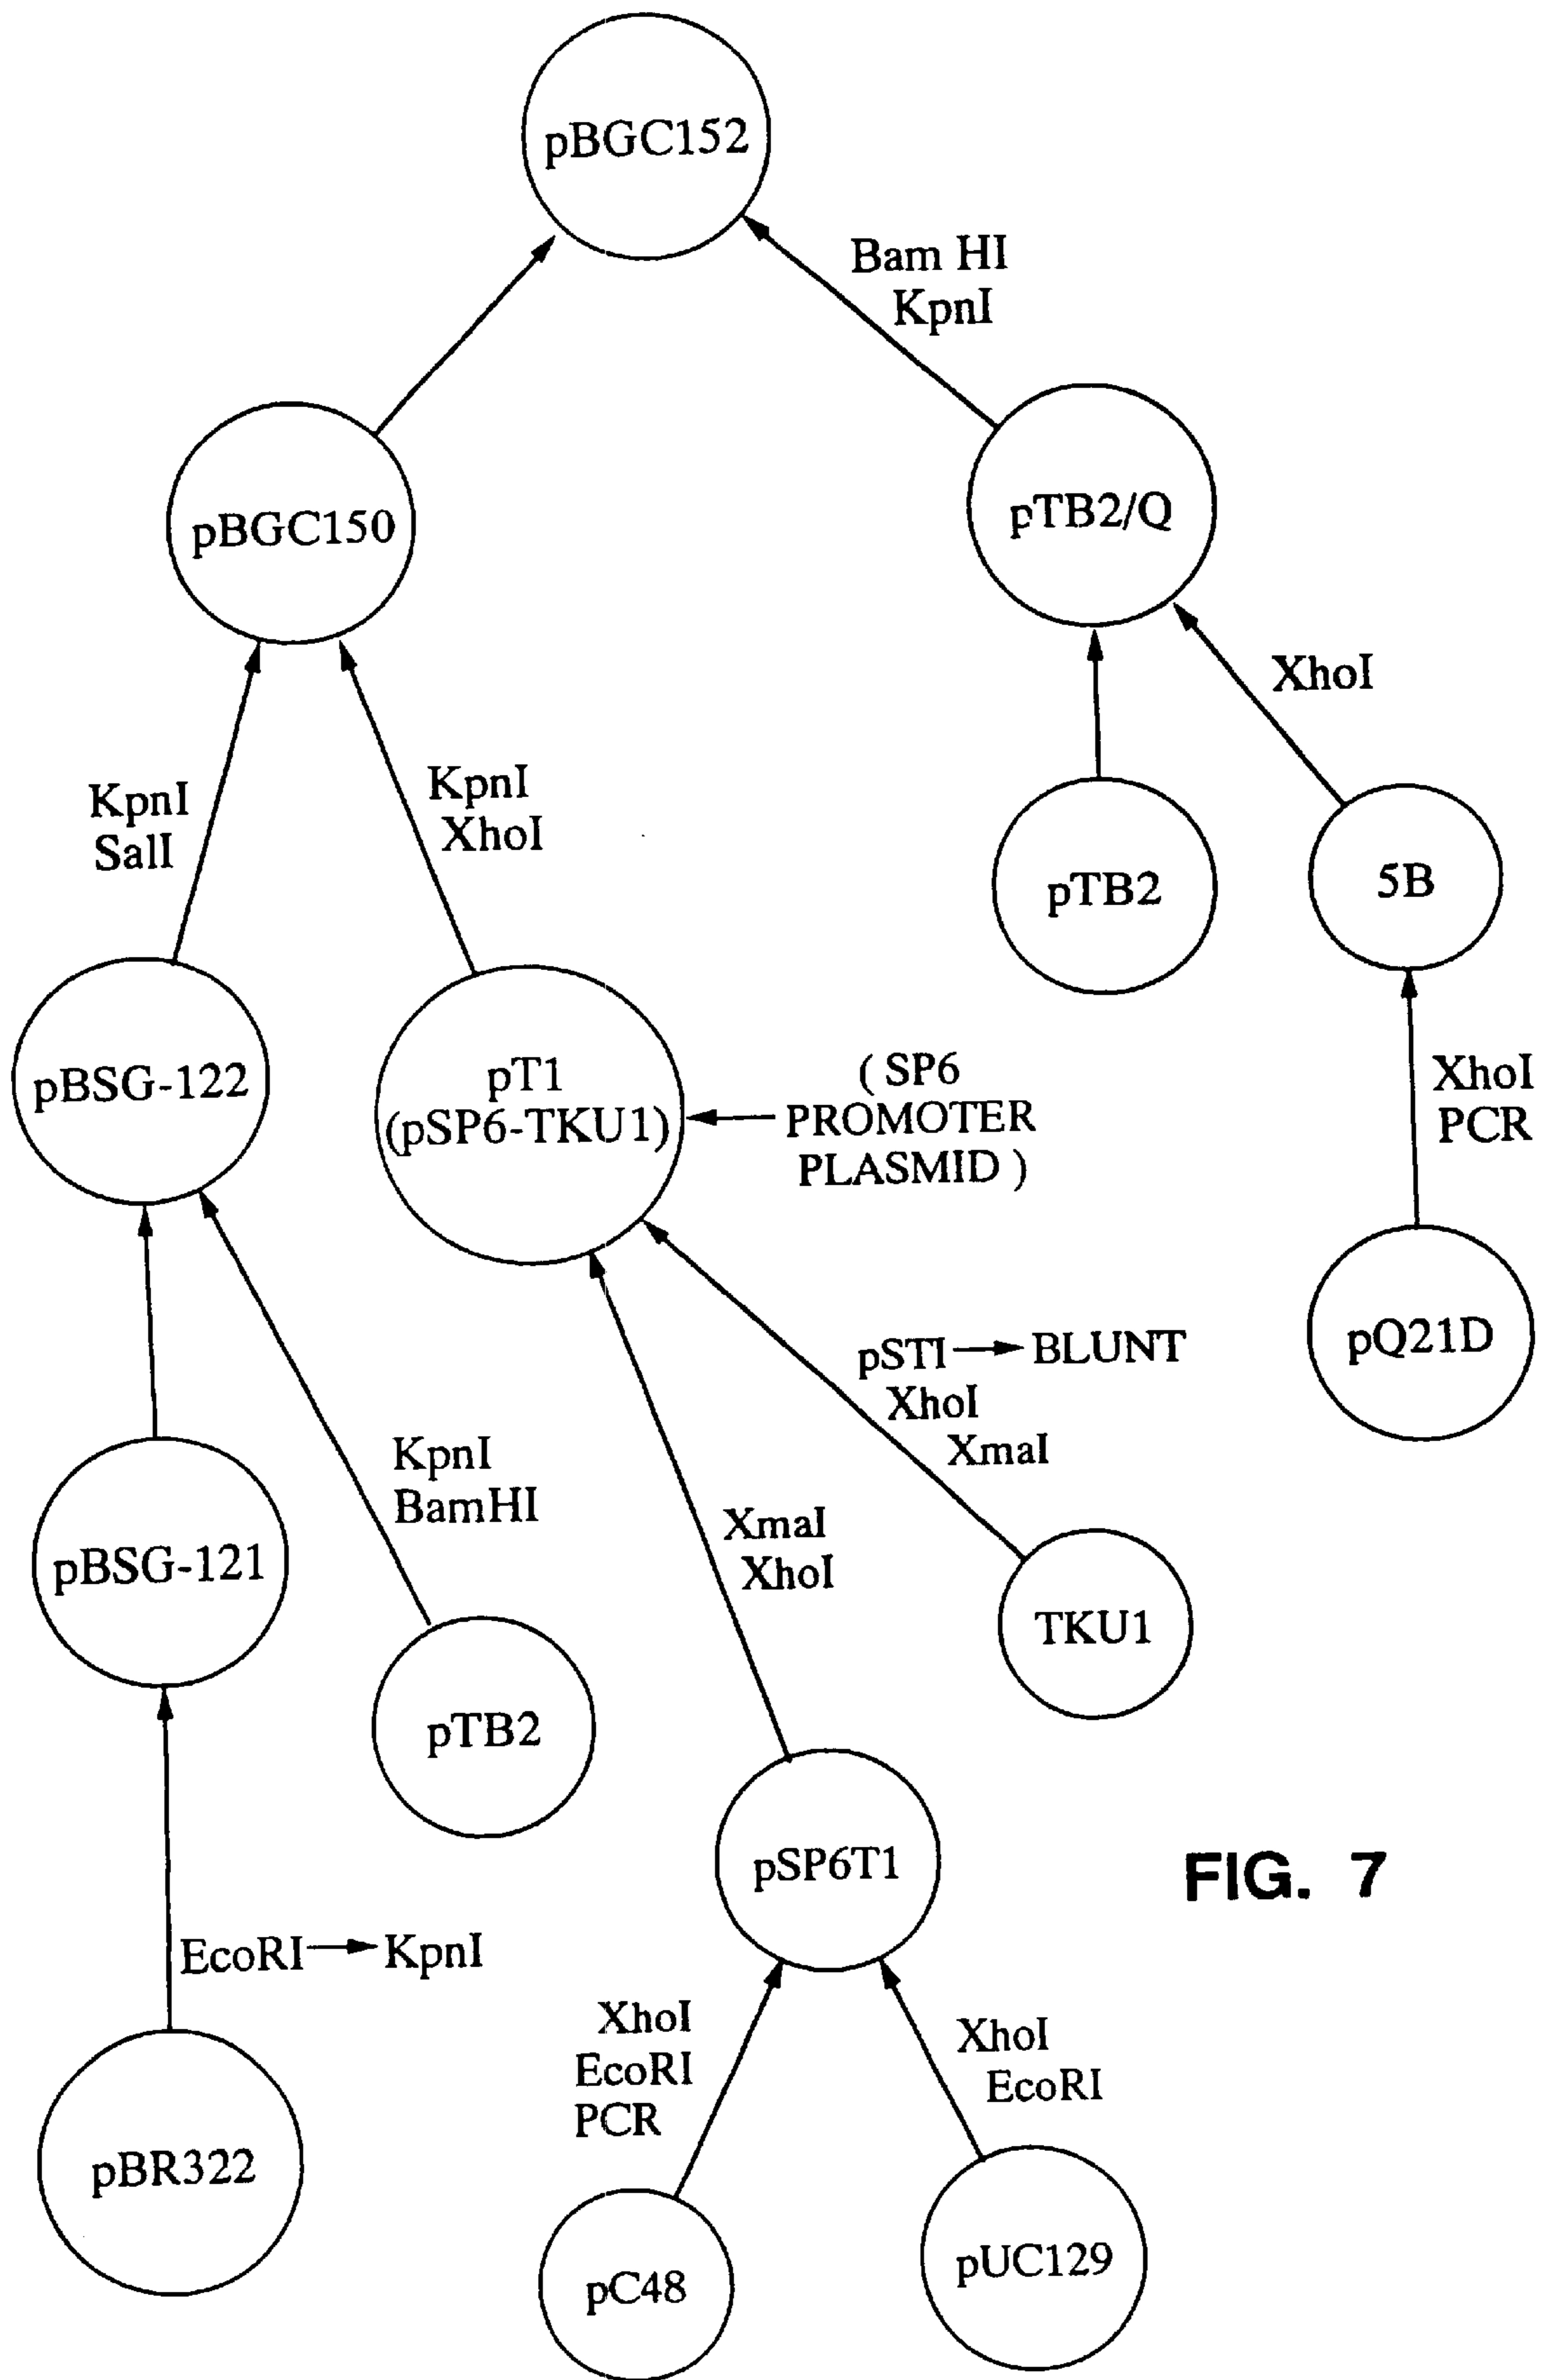 pBGC152
Bam HI
KpnI
pBGC150
pTB2/Q
XhoI
KpnI
SalI
KpnI
XhoI
pTB2
5B
pBSG-122
pT1
(pSP6-TKU1)
( SP6
PROMOTER
PLASMID )
XhoI
PCR
pQ21D
pSTI → BLUNT
XhoI
XmaI
KpnI
BamHI
pBSG-121
XmaI
XhoI
TKU1
pTB2
pSP6T1
FIG. 7
EcoRI → KpnI
XhoI
EcoRI
PCR
XhoI
EcoRI
pBR322
pC48
pUC129